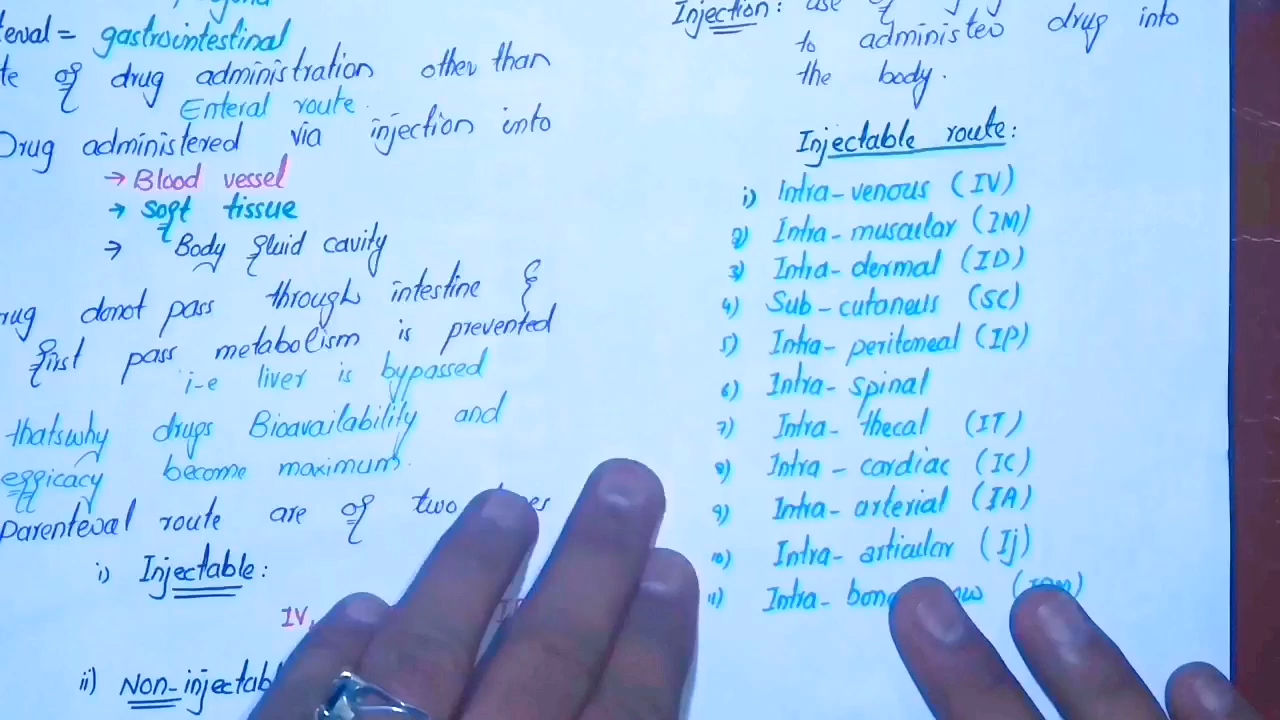 gastrointestinal
of drug administration other than
Enteral route.
Drug administered via injection into
→ Blood vessel
→ soft tissue
→ Body fluid cavity
donot pass through intestine &
first pass metabolism is prevented
i-e liver is bypassed
thatswhy drugs Bioavailability and
efficacy become maximum.
Parenteral route are of two
i) Injectable:
IV,
ii) Non-injectab
Injection: use of
to administer drug into
the body.
Injectable route:
i) Intra-venous (IV)
2) Intra-muscular (IM)
3) Intra-dermal (ID)
4) Sub-cutoneus (SC)
5) Intra-peritoneal (IP)
6) Intra-spinal
7) Intra-thecal (IT)
8) Intra-cardiac (IC)
9) Intra-arterial (IA)
10) Intra-articular (Ij)
11) Intra-bone